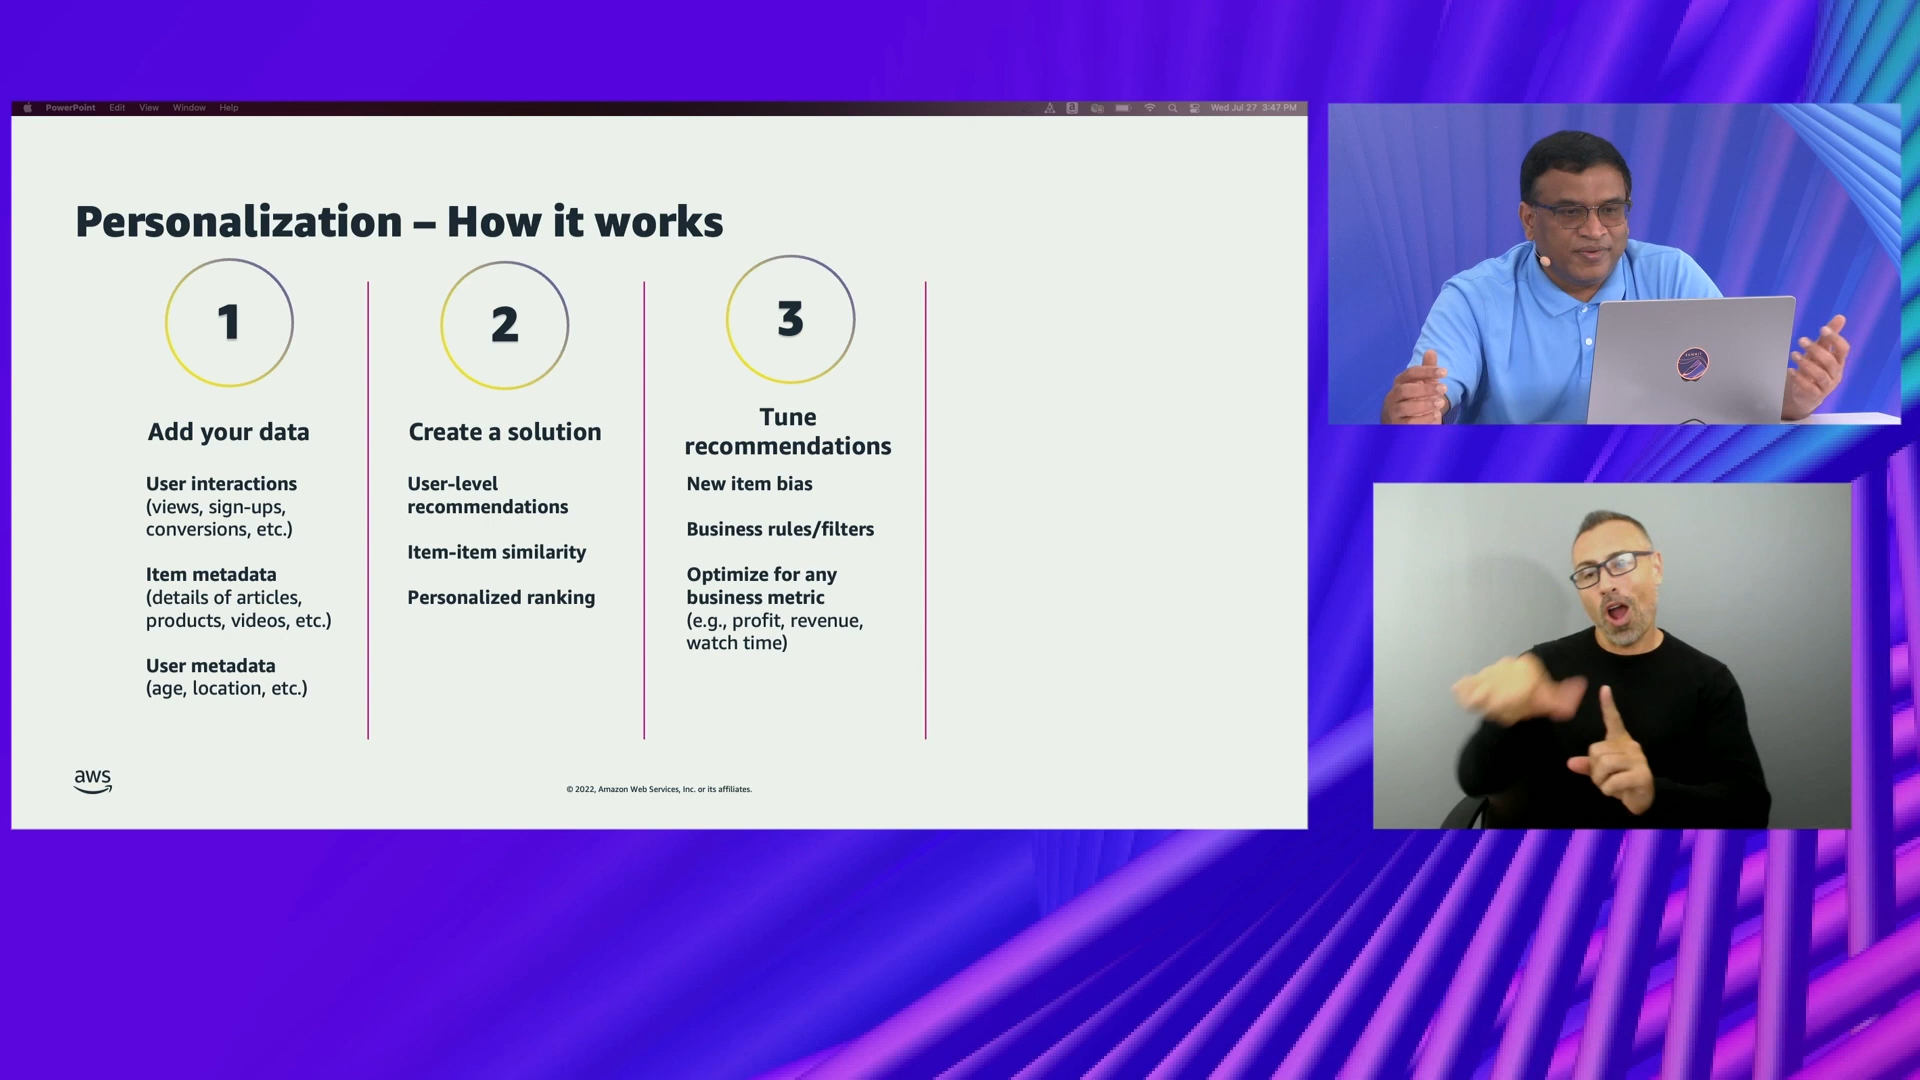 PowerPoint Edit View Window Help
Wed Jul 27 3:47 PM
Personalization – How it works
1
Add your data
User interactions
(views, sign-ups,
conversions, etc.)
Item metadata
(details of articles,
products, videos, etc.)
User metadata
(age, location, etc.)
2
Create a solution
User-level
recommendations
Item-item similarity
Personalized ranking
3
Tune
recommendations
New item bias
Business rules/filters
Optimize for any
business metric
(e.g., profit, revenue,
watch time)
aws
© 2022, Amazon Web Services, Inc. or its affiliates.